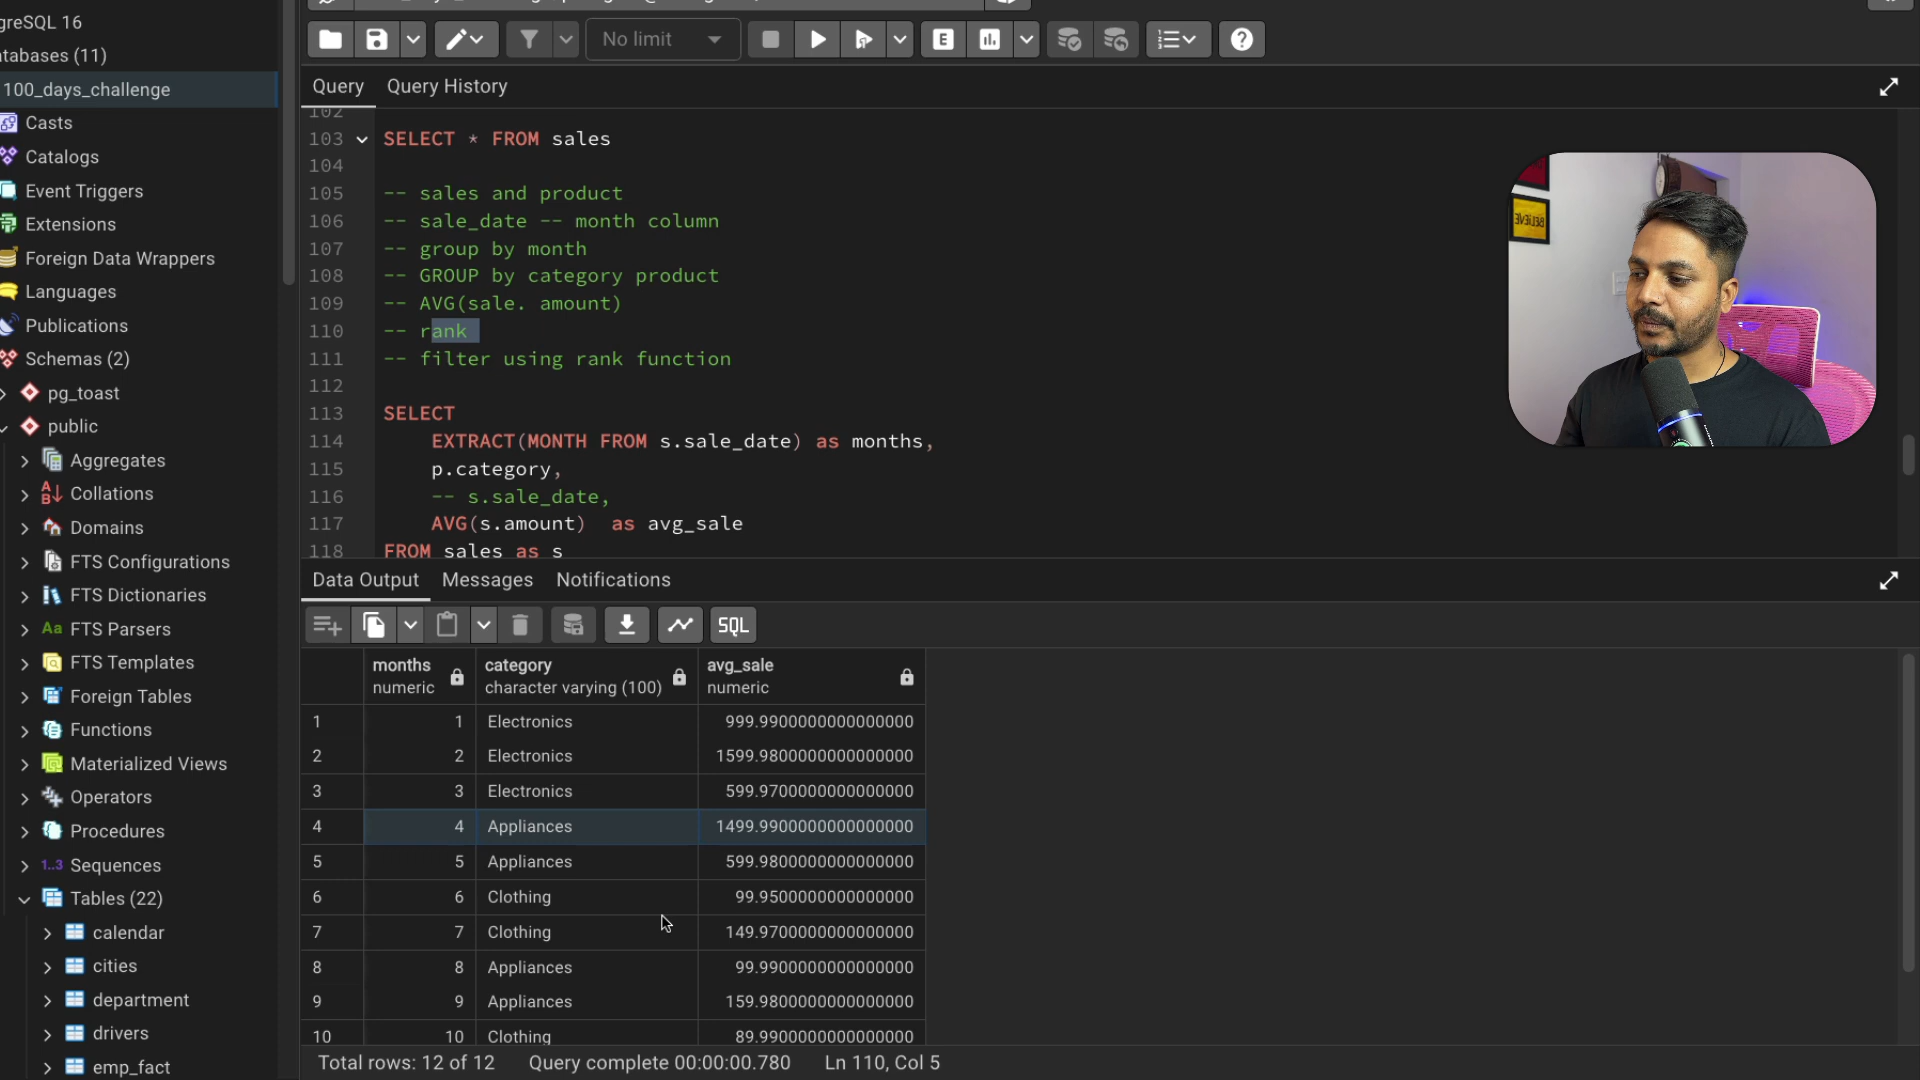 greSQL 16
atabases (11)
100_days_challenge
Casts
Catalogs
Event Triggers
Extensions
Foreign Data Wrappers
Languages
Publications
Schemas (2)
pg_toast
public
Aggregates
Collations
Domains
FTS Configurations
FTS Dictionaries
Aa FTS Parsers
FTS Templates
Foreign Tables
Functions
Materialized Views
Operators
Procedures
1..3 Sequences
Tables (22)
calendar
cities
department
drivers
emp_fact
No limit
E
Query Query History
102
103 SELECT * FROM sales
104
105 -- sales and product
106 -- sale_date -- month column
107 -- group by month
108 -- GROUP by category product
109 -- AVG(sale. amount)
110 -- rank
111 -- filter using rank function
112
113 SELECT
114 EXTRACT(MONTH FROM s.sale_date) as months,
115 p.category,
116 -- s.sale_date,
117 AVG(s.amount)  as avg_sale
118 FROM sales as s
BELIEVE
Data Output Messages Notifications
SQL
months category avg_sale
numeric character varying (100) numeric
1 1 Electronics 999.9900000000000000
2 2 Electronics 1599.9800000000000000
3 3 Electronics 599.9700000000000000
4 4 Appliances 1499.9900000000000000
5 5 Appliances 599.9800000000000000
6 6 Clothing 99.9500000000000000
7 7 Clothing 149.9700000000000000
8 8 Appliances 99.9900000000000000
9 9 Appliances 159.9800000000000000
10 10 Clothing 89.9900000000000000
Total rows: 12 of 12 Query complete 00:00:00.780 Ln 110, Col 5